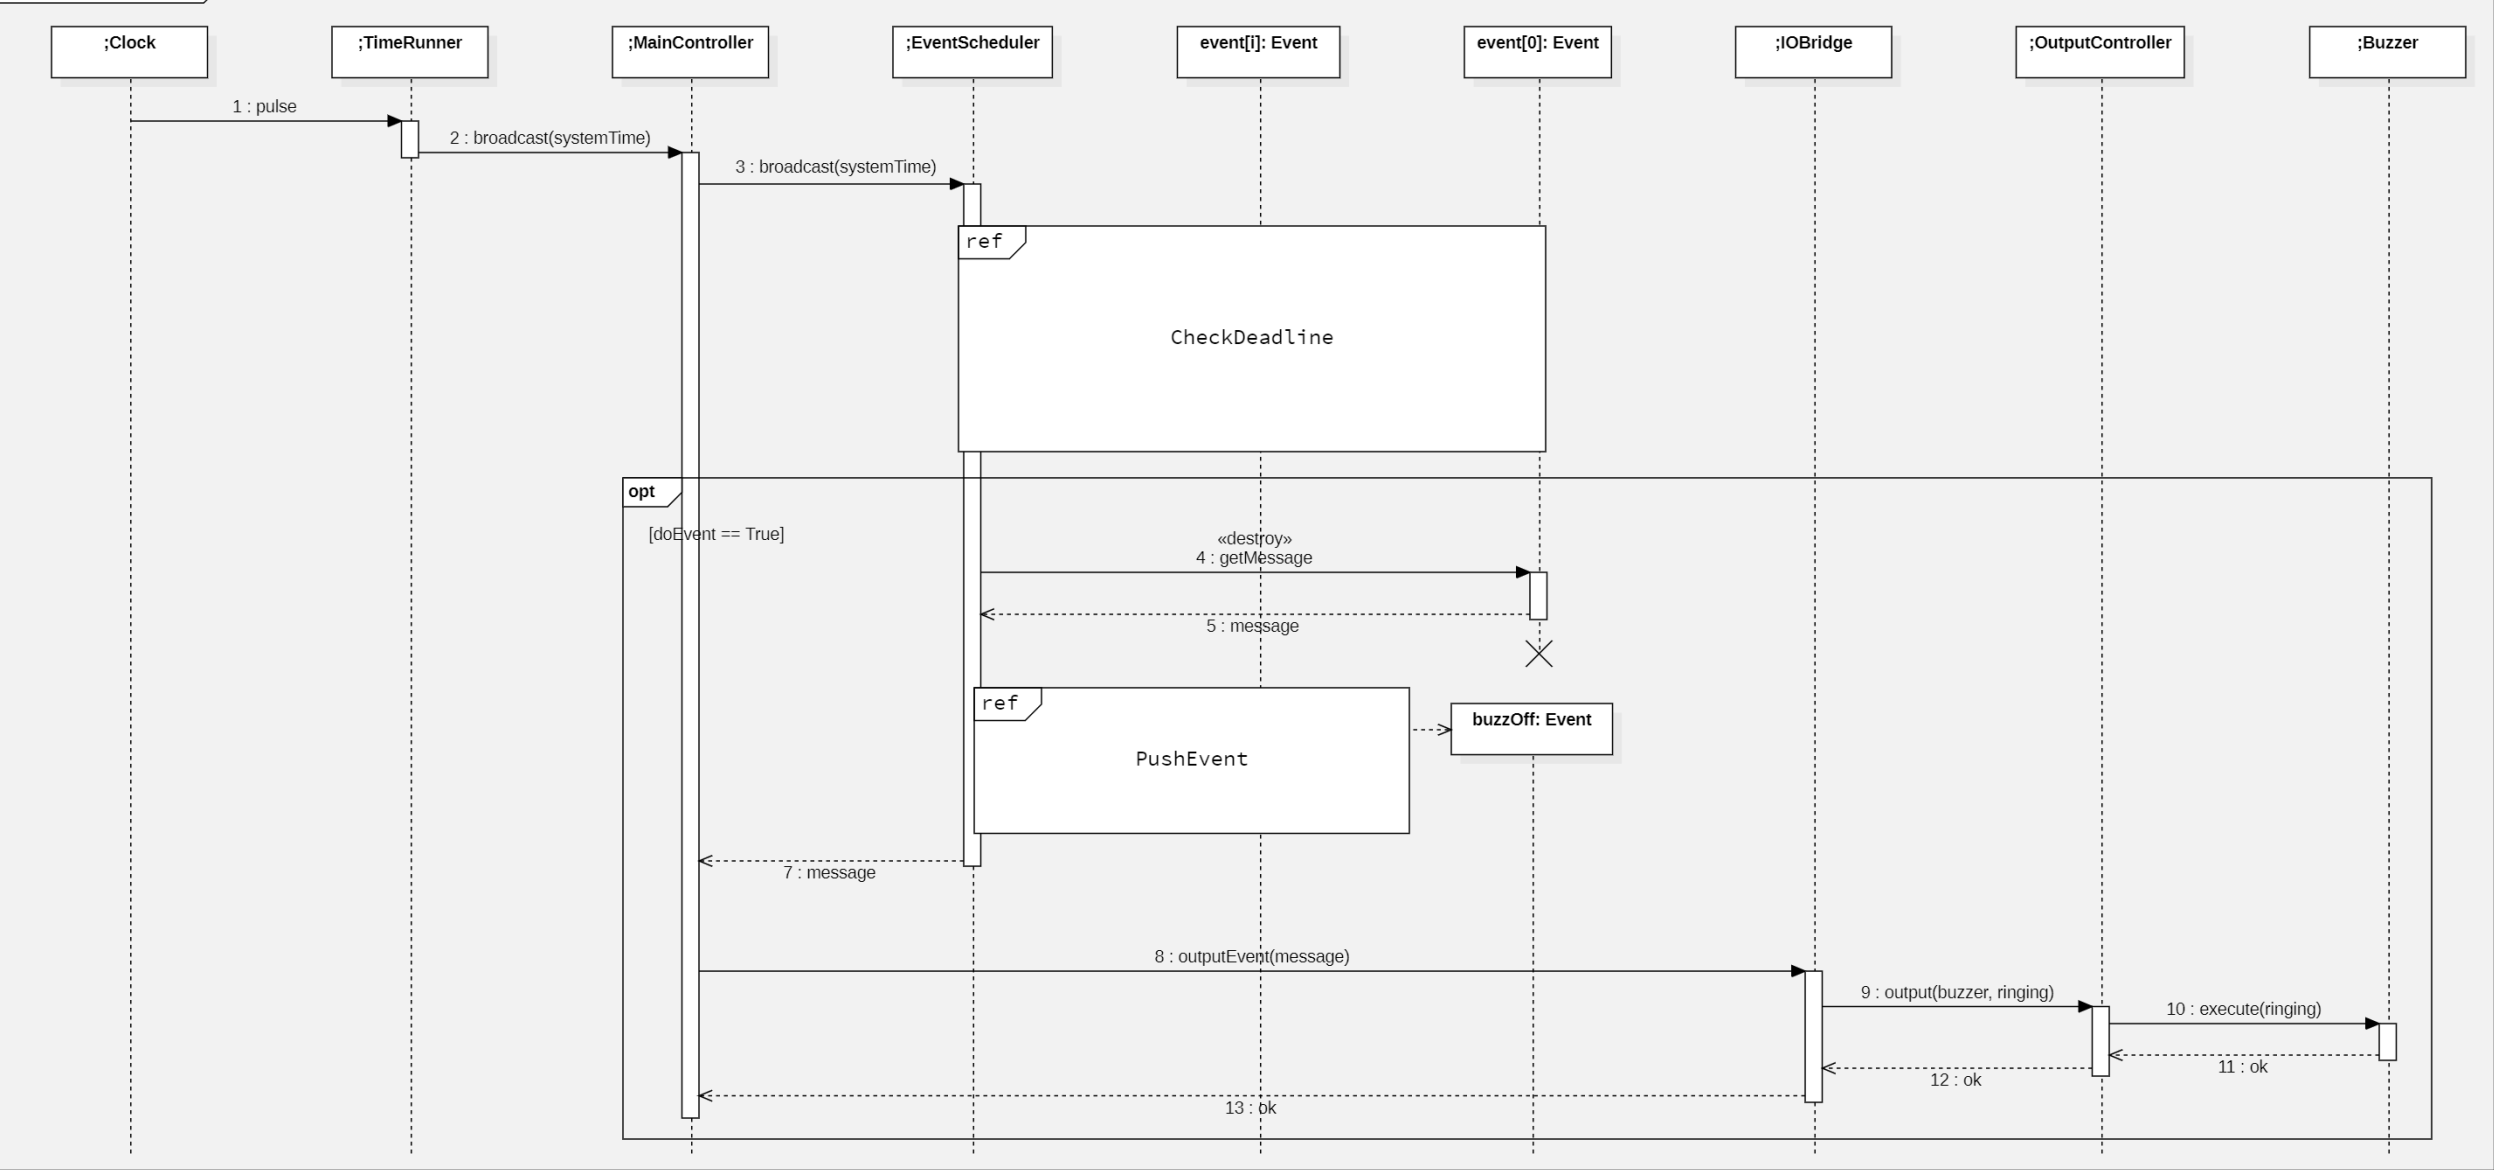 ;Clock
;TimeRunner
;MainController
;EventScheduler
event[i]: Event
event[0]: Event
;IOBridge
;OutputController
;Buzzer
1 : pulse
2 : broadcast(systemTime)
3 : broadcast(systemTime)
ref
CheckDeadline
opt
[doEvent == True]
«destroy»
4 : getMessage
5 : message
ref
buzzOff: Event
PushEvent
7 : message
8 : outputEvent(message)
9 : output(buzzer, ringing)
10 : execute(ringing)
11 : ok
12 : ok
13 : ok